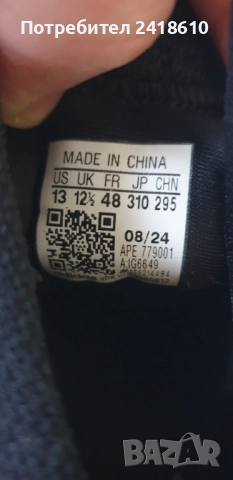 Потребител 2418610
MADE IN CHINA
US UK FR JP CHN
13 12½ 48 310 295
08/24
APE 779001
A:IG6649
BAZAR